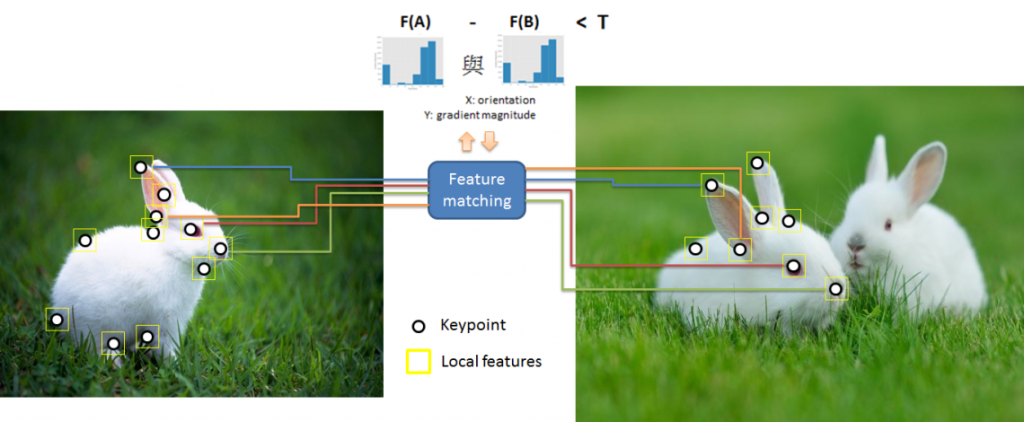 F(A) - F(B) < T
與
X: orientation
Y: gradient magnitude
Feature
matching
Keypoint
Local features